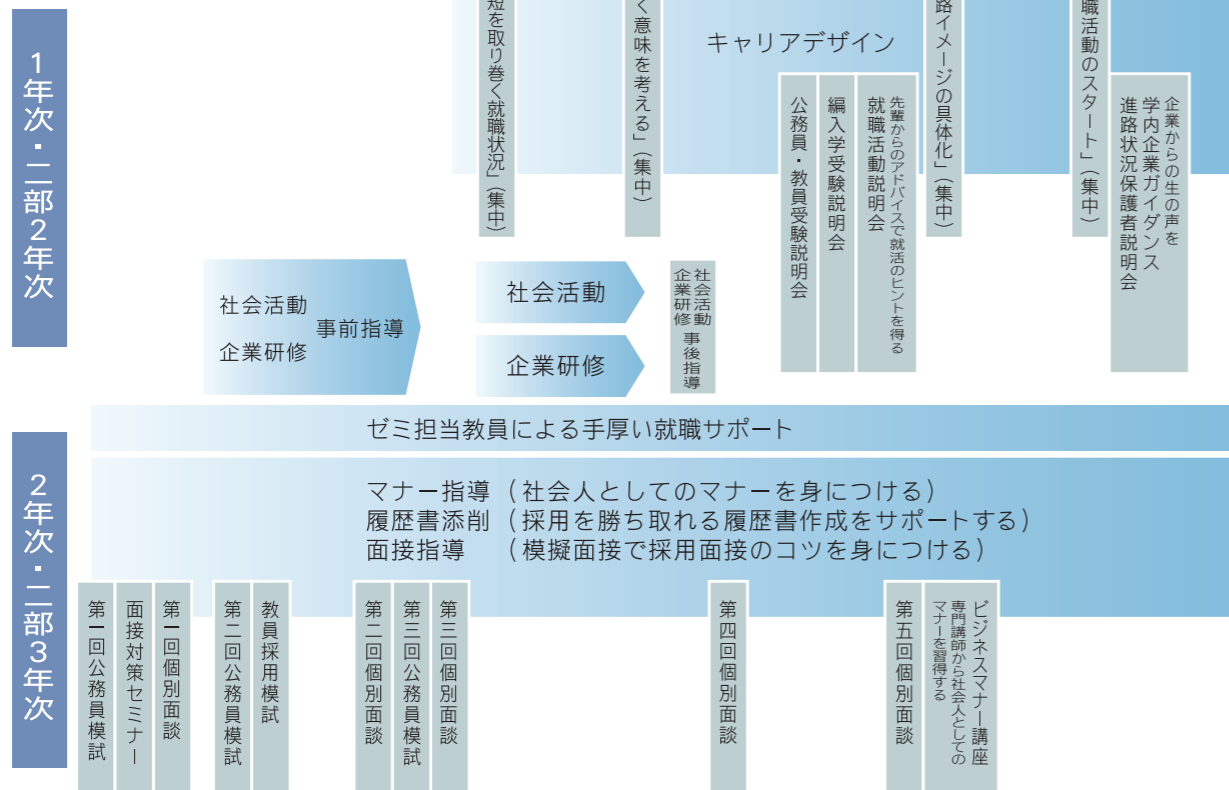 1年次・二部2年次
短を取り巻く就職状況」(集中)
く意味を考える」(集中)
キャリアデザイン
公務員・教員受験説明会
編入学受験説明会
就職活動説明会
先輩からのアドバイスで就活のヒントを得る
路イメージの具体化」(集中)
職活動のスタート」(集中)
企業からの生の声を
学内企業ガイダンス
進路状況保護者説明会
社会活動
企業研修
事前指導
社会活動
企業研修
社会活動
企業研修
事後指導
2年次・二部3年次
ゼミ担当教員による手厚い就職サポート
マナー指導 (社会人としてのマナーを身につける)
履歴書添削 (採用を勝ち取れる履歴書作成をサポートする)
面接指導 (模擬面接で採用面接のコツを身につける)
第一回公務員模試
面接対策セミナー
第一回個別面談
第二回公務員模試
教員採用模試
第二回個別面談
第三回公務員模試
第三回個別面談
第四回個別面談
第五回個別面談
ビジネスマナー講座
専門講師から社会人としての
マナーを習得する